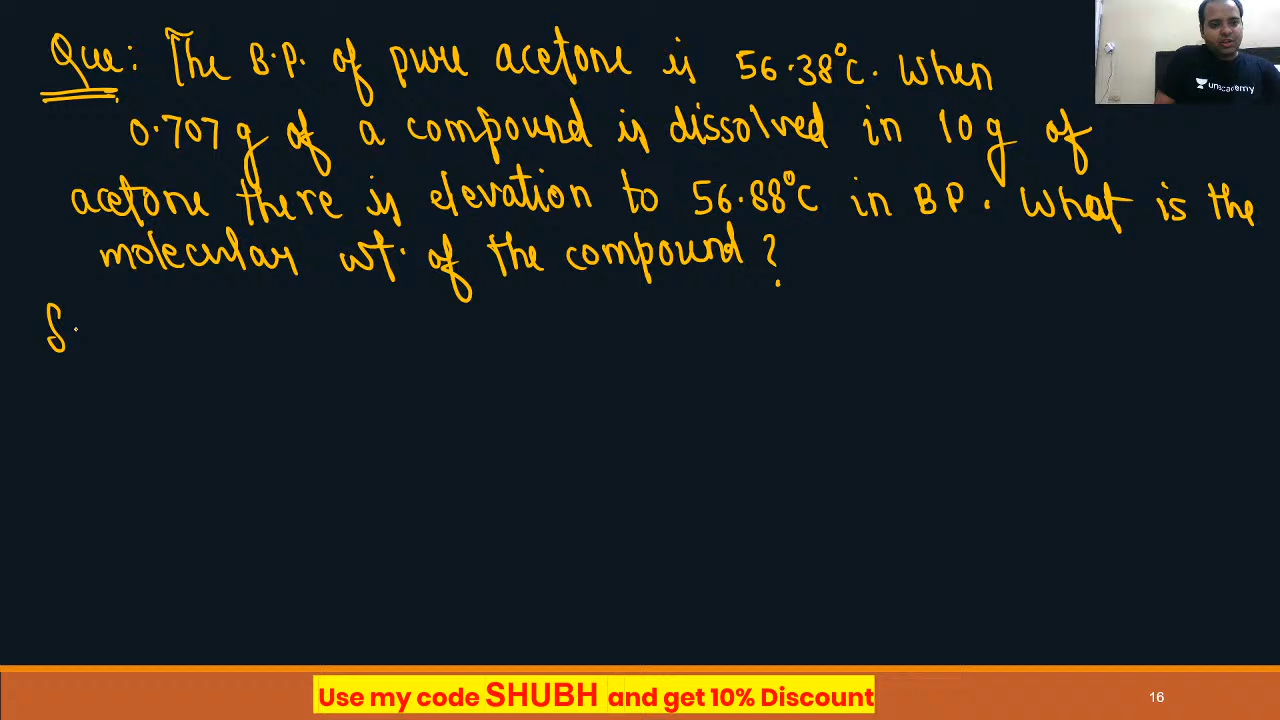 Que: The B.P. of pure acetone is 56.38°C. When
0.707 g of a compound is dissolved in 10 g of
acetone there is elevation to 56.88°C in BP. What is the
molecular wt. of the compound?
S
unacademy
Use my code SHUBH and get 10% Discount
16